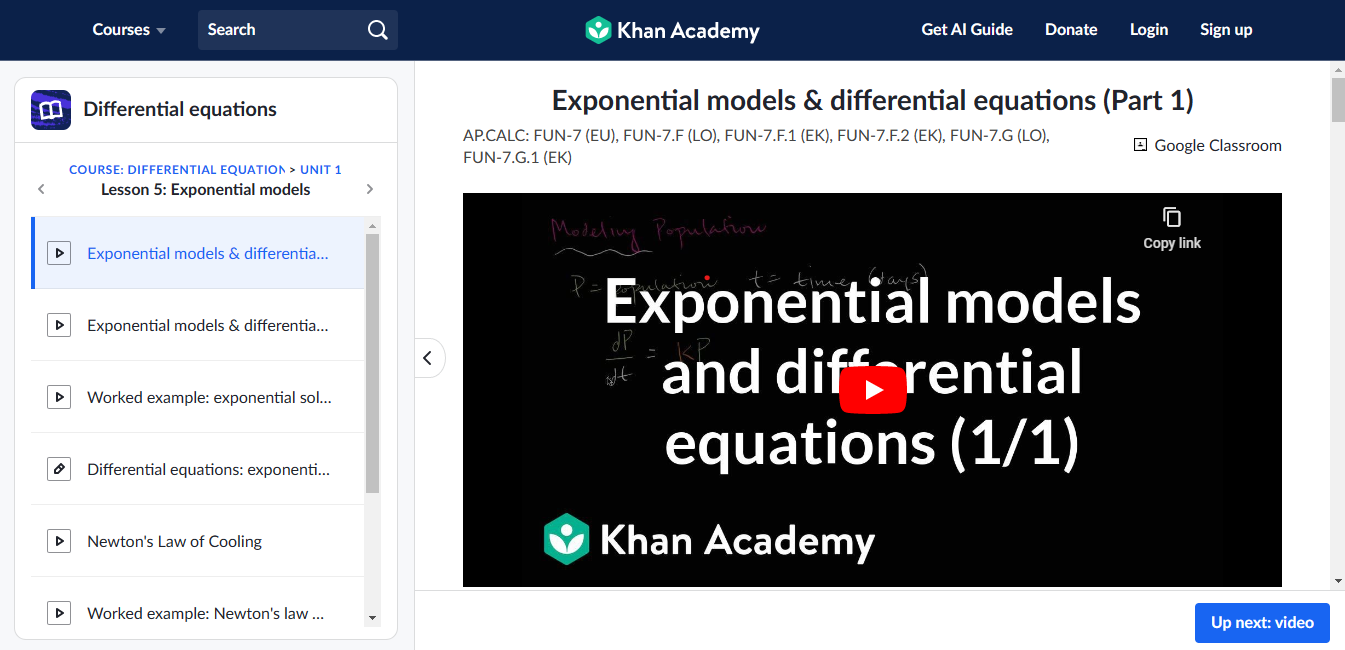 Courses
Search
Khan Academy
Get AI Guide
Donate
Login
Sign up
Differential equations
COURSE: DIFFERENTIAL EQUATION > UNIT 1
Lesson 5: Exponential models
Exponential models & differentia...
Exponential models & differentia...
Worked example: exponential sol...
Differential equations: exponenti...
Newton's Law of Cooling
Worked example: Newton's law ...
Exponential models & differential equations (Part 1)
AP.CALC: FUN-7 (EU), FUN-7.F (LO), FUN-7.F.1 (EK), FUN-7.F.2 (EK), FUN-7.G (LO),
FUN-7.G.1 (EK)
Google Classroom
Copy link
Modeling Population
P = population t = time (days)
dP
dt
= kP
Exponential models
and differential
equations (1/1)
Khan Academy
Up next: video